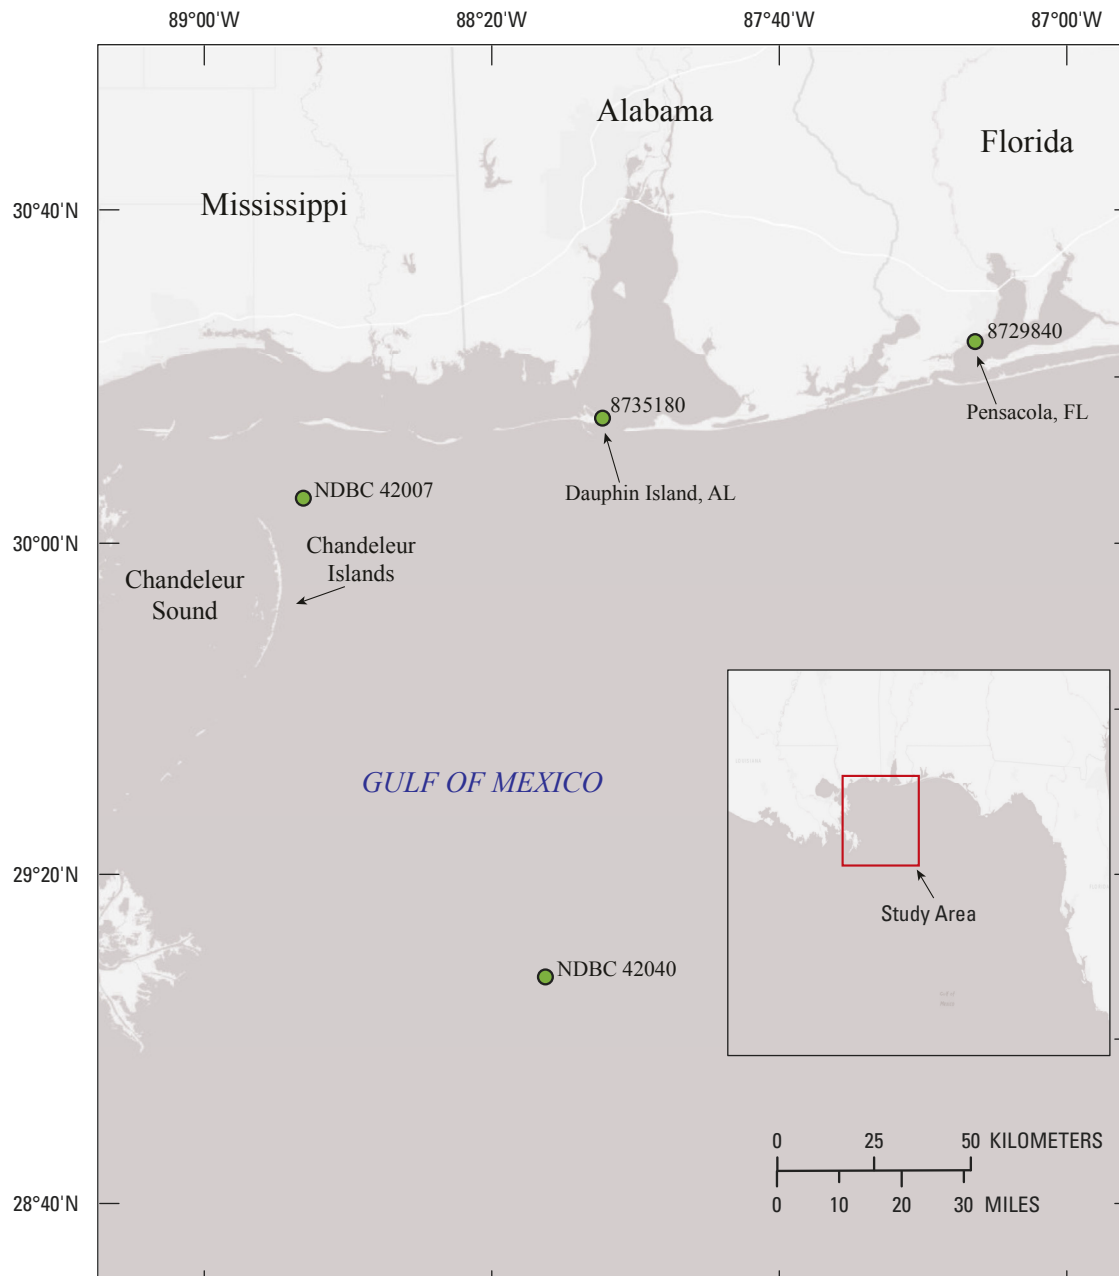 89°00'W
88°20'W
87°40'W
87°00'W
Alabama
Florida
Mississippi
30°40'N
8729840
Pensacola, FL
8735180
Dauphin Island, AL
NDBC 42007
30°00'N
Chandeleur
Islands
Chandeleur
Sound
GULF OF MEXICO
29°20'N
Study Area
NDBC 42040
0 25 50 KILOMETERS
28°40'N
0 10 20 30 MILES